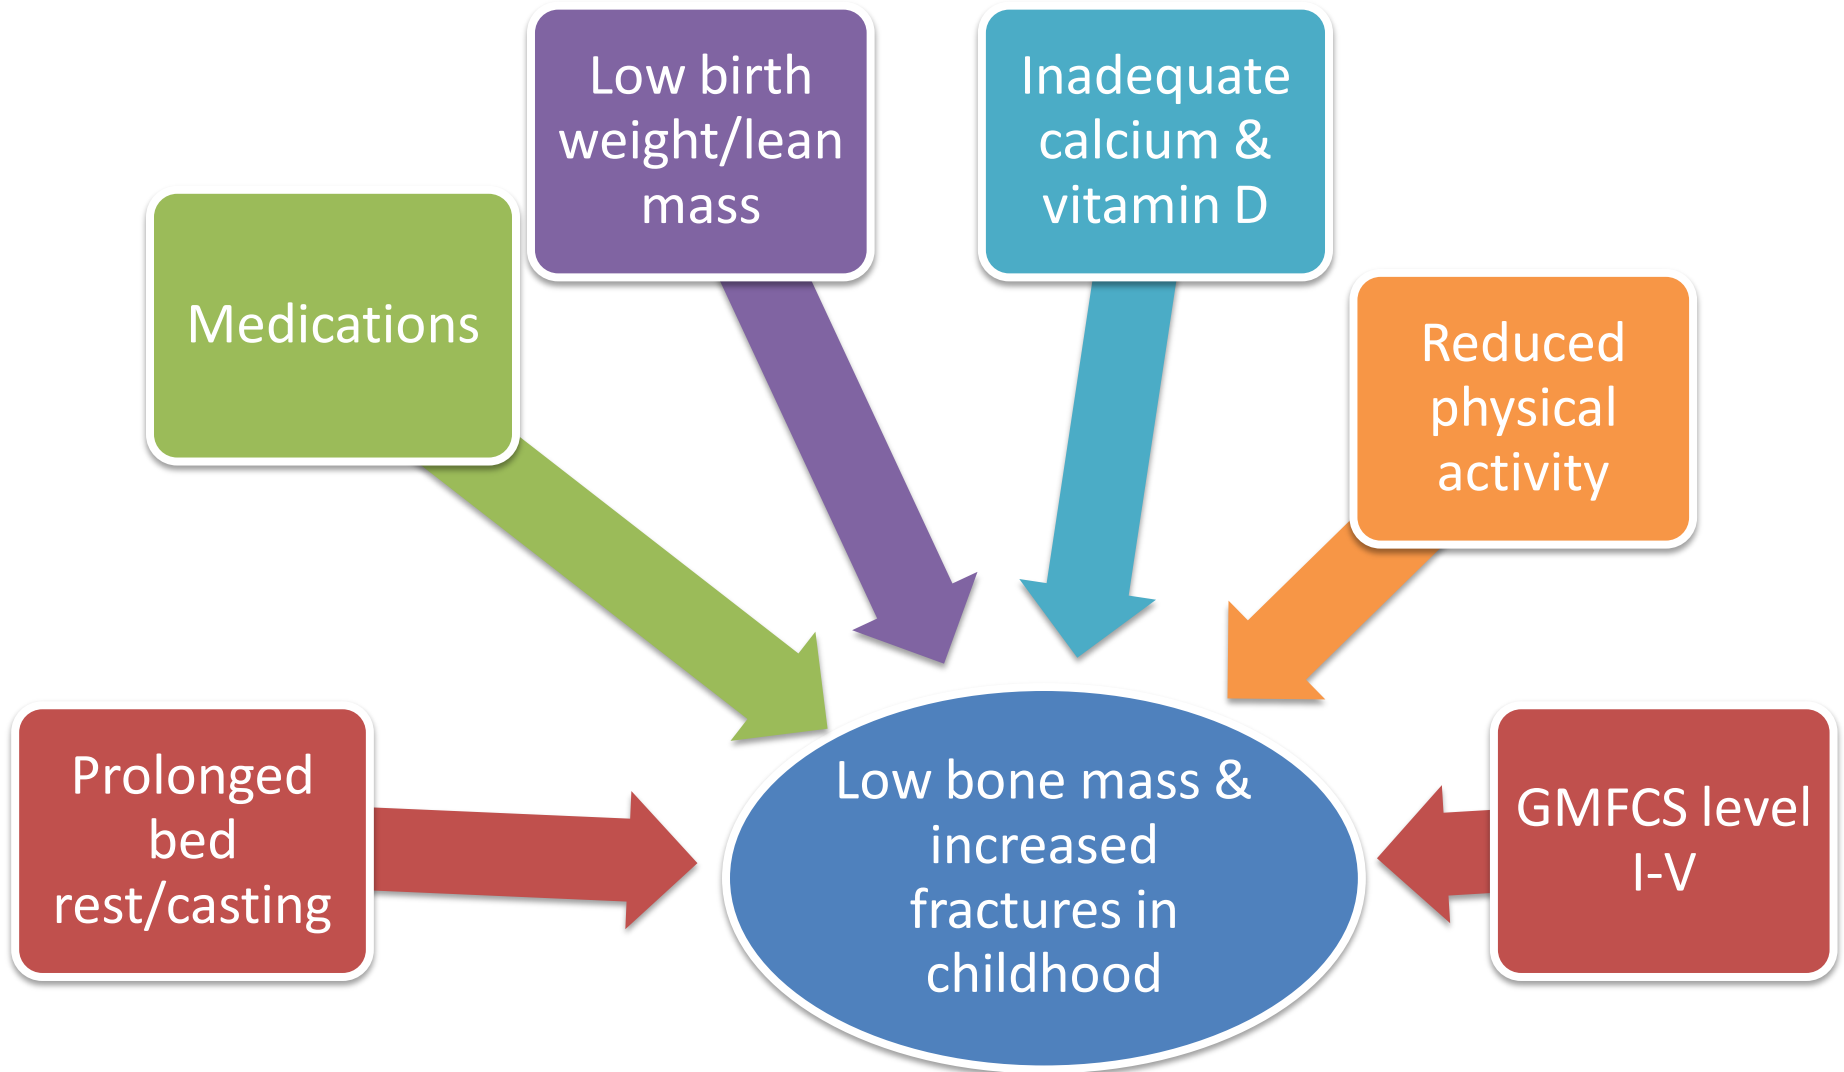 Low birth
weight/lean
mass
Inadequate
calcium &
vitamin D
Medications
Reduced
physical
activity
Prolonged
bed
rest/casting
Low bone mass &
increased
fractures in
childhood
GMFCS level
I-V